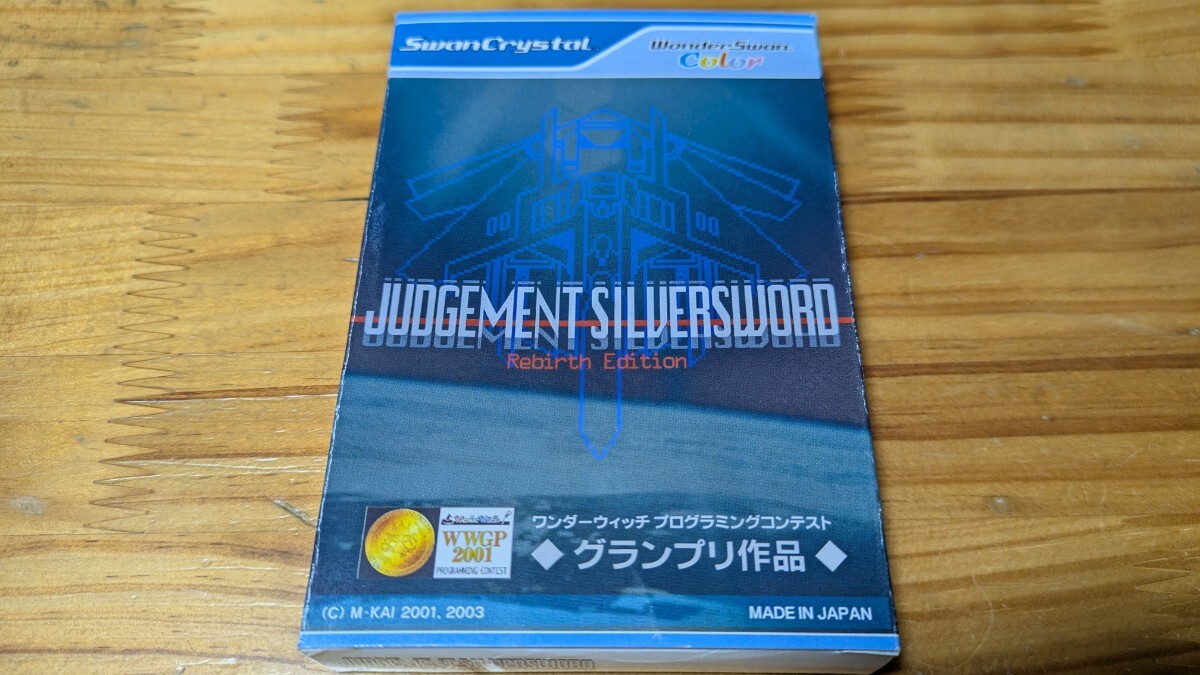 SwanCrystal
WonderSwan
Color
JUDGEMENT SILVERSWORD
Rebirth Edition
WonderWitch
WWGP
2001
PROGRAMMING CONTEST
ワンダーウィッチ プログラミングコンテスト
◆ グランプリ作品 ◆
(C) M-KAI 2001, 2003
MADE IN JAPAN
SILVERSWORD